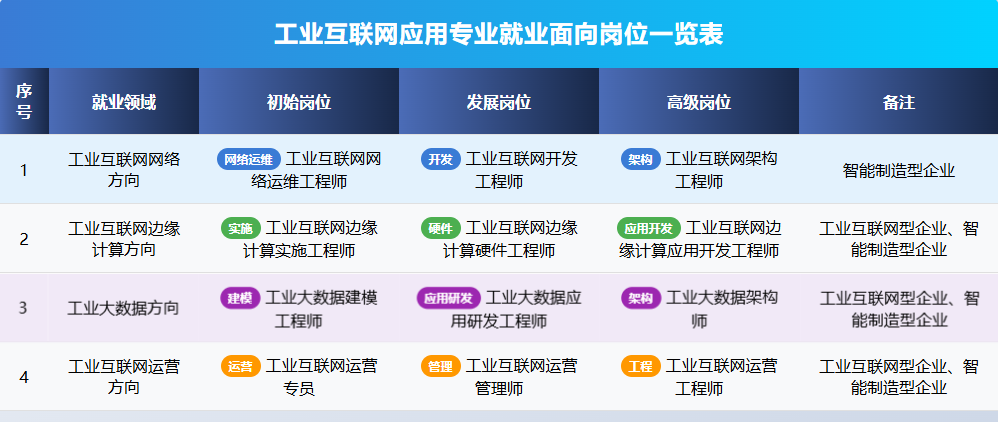 工业互联网应用专业就业面向岗位一览表
序号
就业领域
初始岗位
发展岗位
高级岗位
备注
1
工业互联网网络
方向
网络运维 工业互联网网
络运维工程师
开发 工业互联网开发
工程师
架构 工业互联网架构
工程师
智能制造型企业
2
工业互联网边缘
计算方向
实施 工业互联网边缘
计算实施工程师
硬件 工业互联网边缘
计算硬件工程师
应用开发 工业互联网边
缘计算应用开发工程师
工业互联网型企业、智
能制造型企业
3
工业大数据方向
建模 工业大数据建模
工程师
应用研发 工业大数据应
用研发工程师
架构 工业大数据架构
师
工业互联网型企业、智
能制造型企业
4
工业互联网运营
方向
运营 工业互联网运营
专员
管理 工业互联网运营
管理师
工程 工业互联网运营
工程师
工业互联网型企业、智
能制造型企业